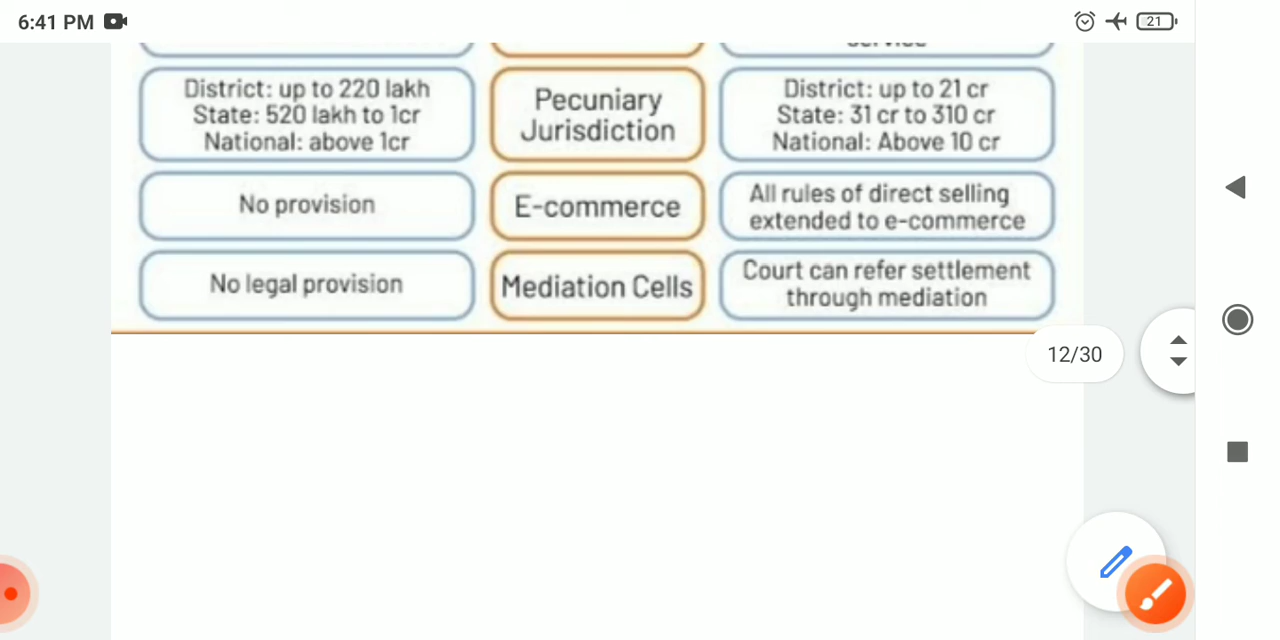 6:41 PM
21
District: up to 220 lakh
State: 520 lakh to 1cr
National: above 1cr
Pecuniary
Jurisdiction
District: up to 21 cr
State: 31 cr to 310 cr
National: Above 10 cr
No provision
E-commerce
All rules of direct selling
extended to e-commerce
No legal provision
Mediation Cells
Court can refer settlement
through mediation
12/30